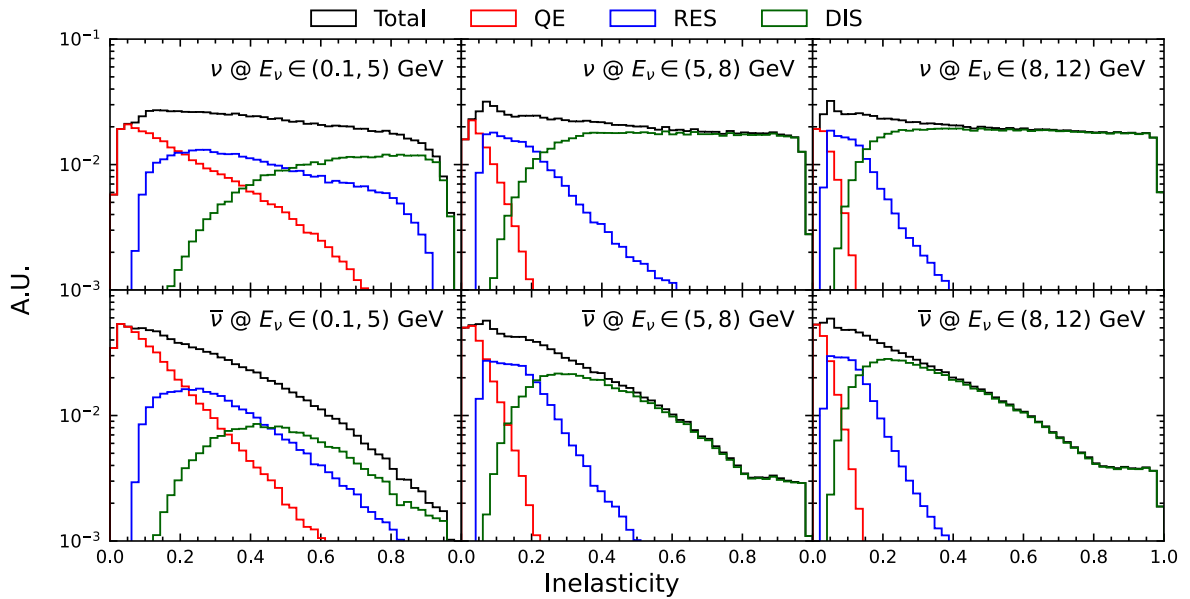 Total QE RES DIS
10⁻¹
ν @ E_ν ∈ (0.1, 5) GeV ν @ E_ν ∈ (5, 8) GeV ν @ E_ν ∈ (8, 12) GeV
10⁻²
A.U.
10⁻³
ν̅ @ E_ν ∈ (0.1, 5) GeV ν̅ @ E_ν ∈ (5, 8) GeV ν̅ @ E_ν ∈ (8, 12) GeV
10⁻²
10⁻³
0.0 0.2 0.4 0.6 0.8 0.0 0.2 0.4 0.6 0.8 0.0 0.2 0.4 0.6 0.8 1.0
Inelasticity